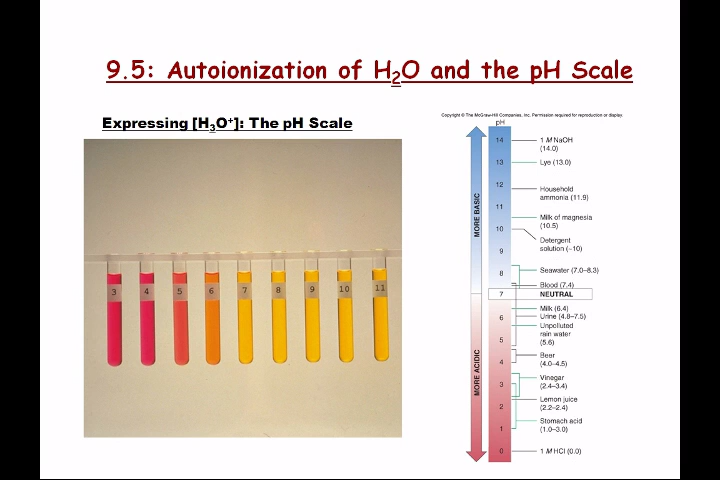 9.5: Autoionization of H₂O and the pH Scale
Expressing [H₃O⁺]: The pH Scale
3 4 5 6 7 8 9 10 11
Copyright © The McGraw-Hill Companies, Inc. Permission required for reproduction or display.
pH
14
13
12
11
10
9
8
7
6
5
4
3
2
1
0
MORE BASIC
MORE ACIDIC
1 M NaOH
(14.0)
Lye (13.0)
Household
ammonia (11.9)
Milk of magnesia
(10.5)
Detergent
solution (~10)
Seawater (7.0–8.3)
Blood (7.4)
NEUTRAL
Milk (6.4)
Urine (4.8–7.5)
Unpolluted
rain water
(5.6)
Beer
(4.0–4.5)
Vinegar
(2.4–3.4)
Lemon juice
(2.2–2.4)
Stomach acid
(1.0–3.0)
1 M HCl (0.0)